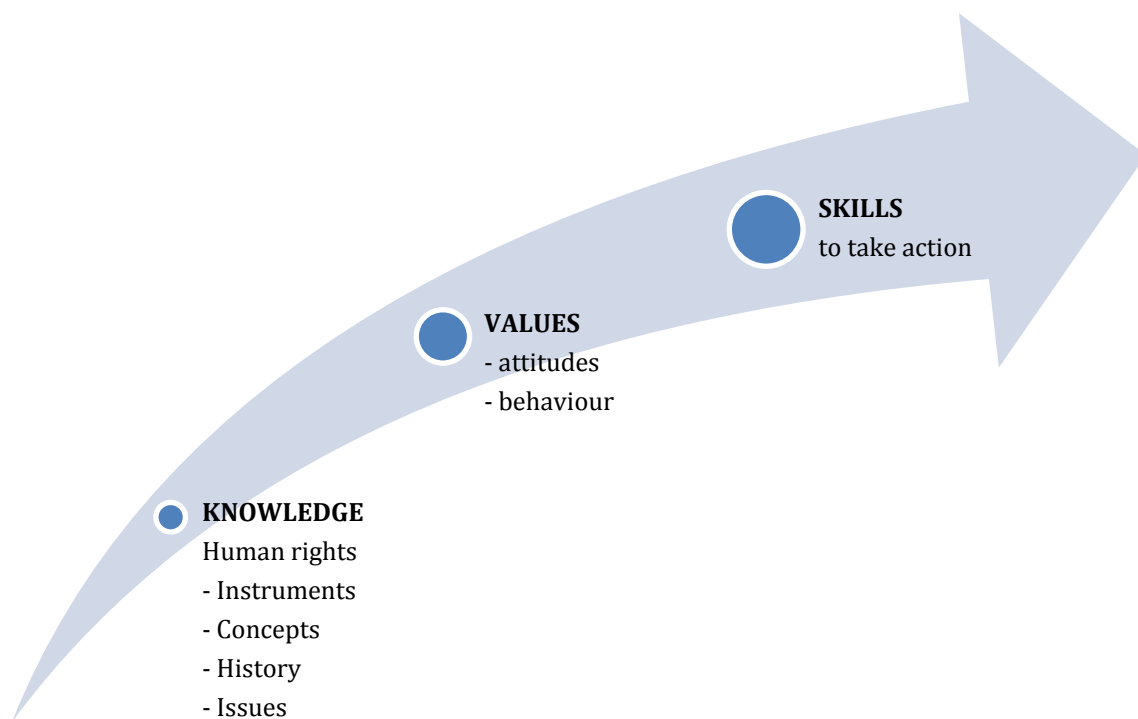 SKILLS
to take action
VALUES
- attitudes
- behaviour
KNOWLEDGE
Human rights
- Instruments
- Concepts
- History
- Issues